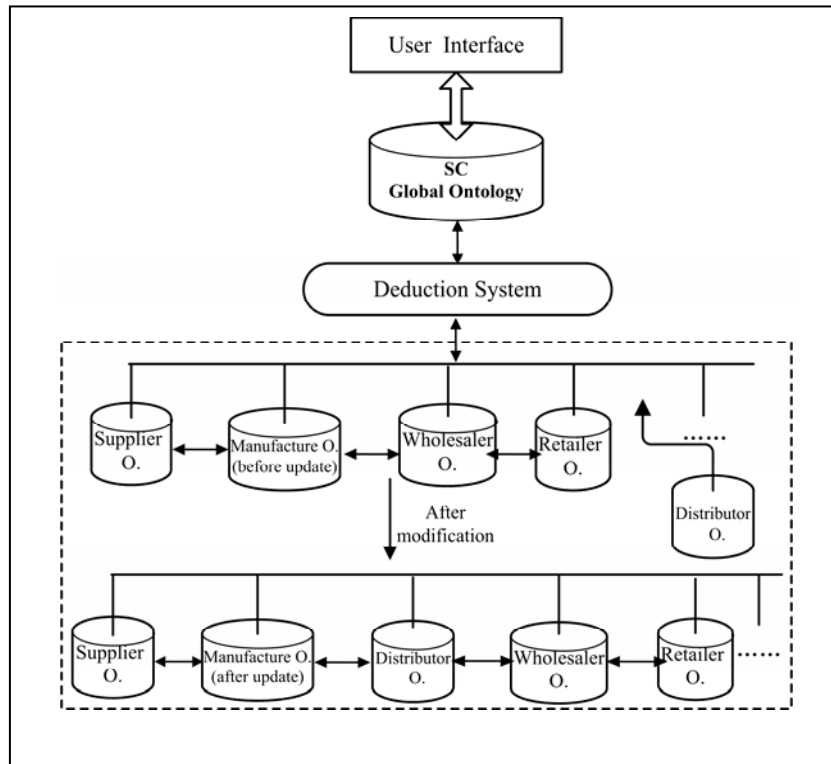 User Interface
SC
Global Ontology
Deduction System
Supplier
O.
Manufacture O.
(before update)
Wholesaler
O.
Retailer
O.
......
Distributor
O.
After
modification
Supplier
O.
Manufacture O.
(after update)
Distributor
O.
Wholesaler
O.
Retailer
O.
......